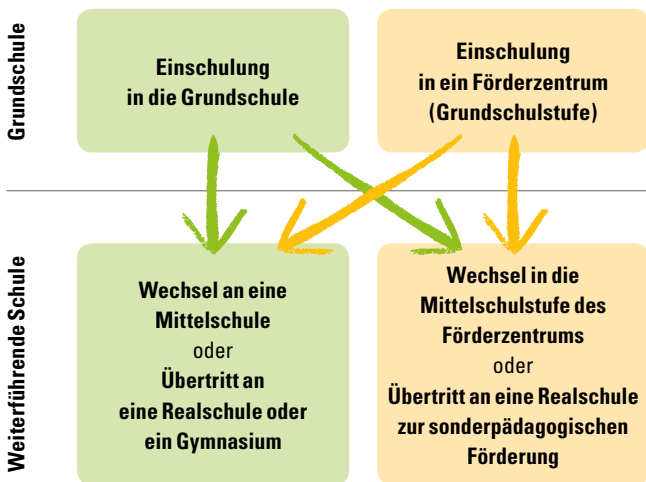 Grundschule
Einschulung
in die Grundschule
Einschulung
in ein Förderzentrum
(Grundschulstufe)
Weiterführende Schule
Wechsel an eine
Mittelschule
oder
Übertritt an
eine Realschule oder
ein Gymnasium
Wechsel in die
Mittelschulstufe des
Förderzentrums
oder
Übertritt an eine Realschule
zur sonderpädagogischen
Förderung